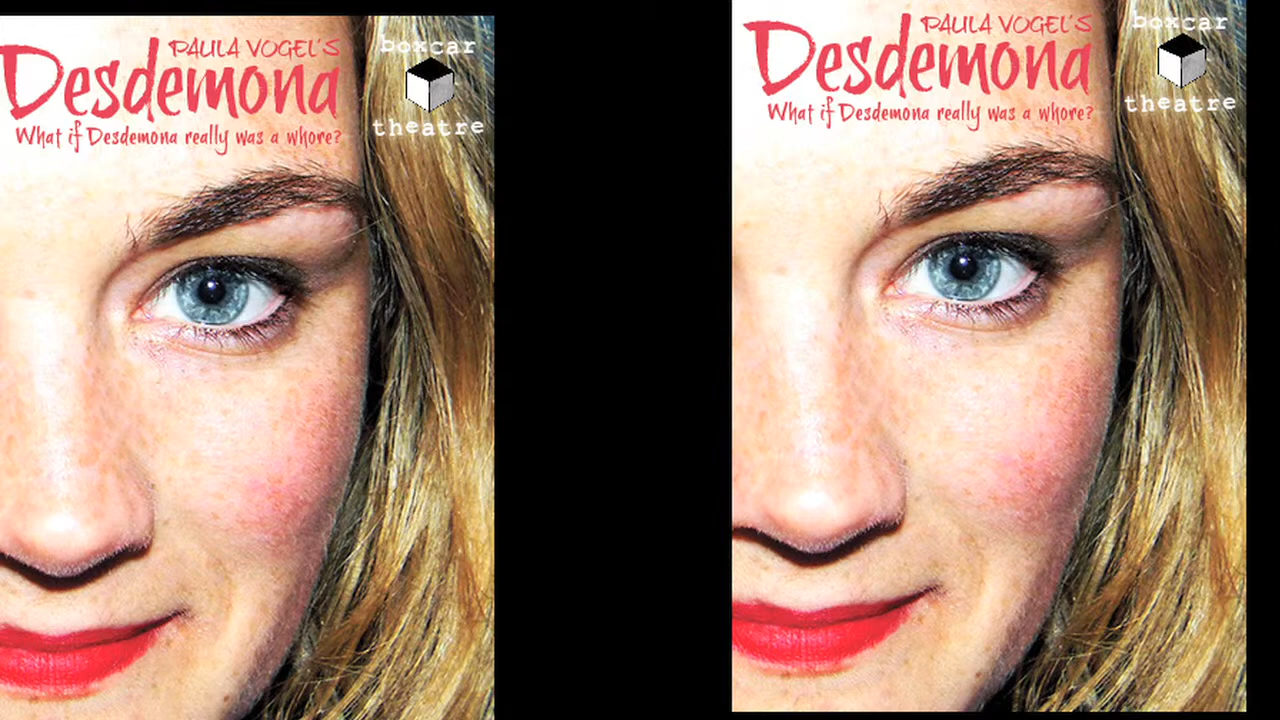 PAULA VOGEL'S
Desdemona
What if Desdemona really was a whore?
boxcar
theatre
PAULA VOGEL'S
Desdemona
What if Desdemona really was a whore?
boxcar
theatre